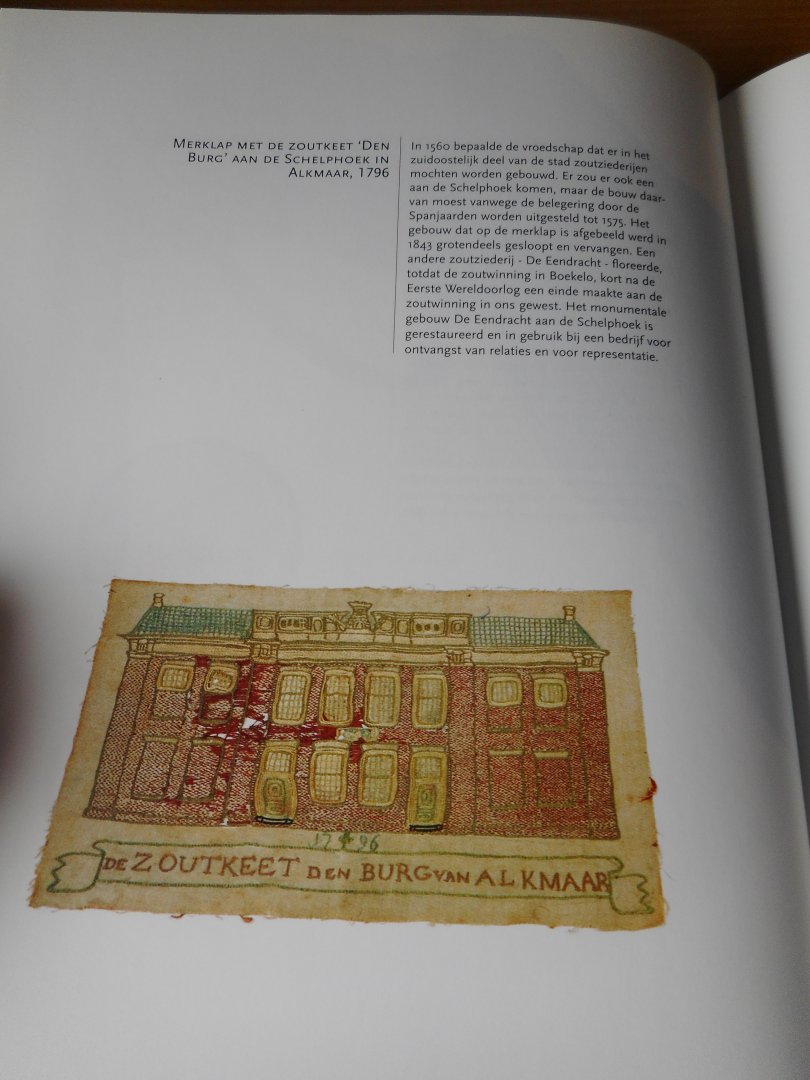 Merklap met de zoutkeet ‘Den
Burg’ aan de Schelphoek in
Alkmaar, 1796
In 1560 bepaalde de vroedschap dat er in het
zuidoostelijk deel van de stad zoutziederijen
mochten worden gebouwd. Er zou er ook een
aan de Schelphoek komen, maar de bouw daar-
van moest vanwege de belegering door de
Spanjaarden worden uitgesteld tot 1575. Het
gebouw dat op de merklap is afgebeeld werd in
1843 grotendeels gesloopt en vervangen. Een
andere zoutziederij - De Eendracht - floreerde,
totdat de zoutwinning in Boekelo, kort na de
Eerste Wereldoorlog een einde maakte aan de
zoutwinning in ons gewest. Het monumentale
gebouw De Eendracht aan de Schelphoek is
gerestaureerd en in gebruik bij een bedrijf voor
ontvangst van relaties en voor representatie.
1796
DE ZOUTKEET DEN BURG VAN ALKMAAR